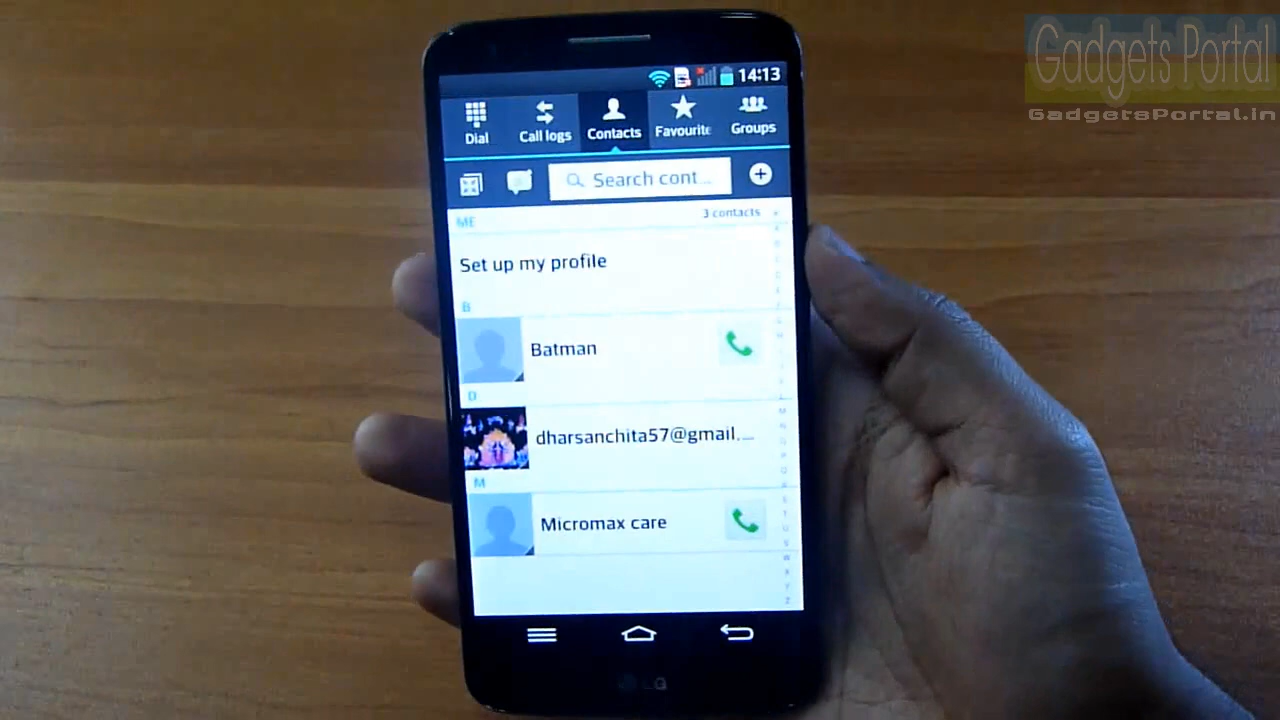 Gadgets Portal
GadgetsPortal.in
14:13
Dial
Call logs
Contacts
Favourite
Groups
Search cont...
ME
3 contacts
Set up my profile
B
Batman
D
dharsanchita57@gmail....
M
Micromax care
LG